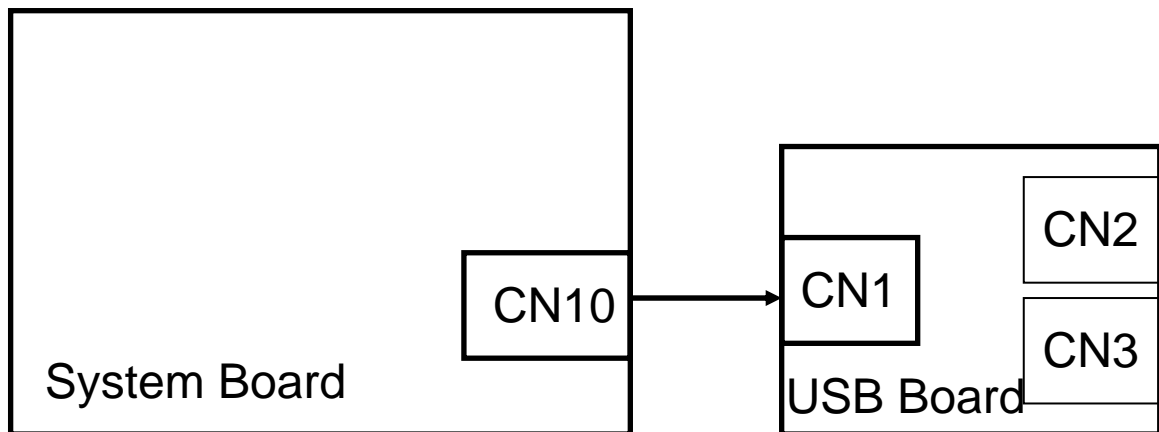 CN2
CN1
CN10
CN3
System Board
USB Board